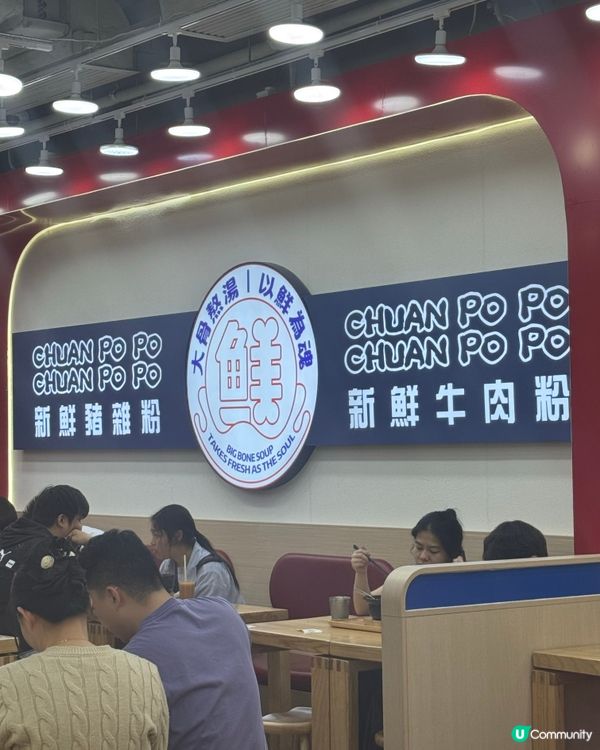 CHUAN PO PO
CHUAN PO PO
新鮮豬雜粉
大骨熬湯｜以鮮為魂
鮮
BIG BONE SOUP
TAKES FRESH AS THE SOUL
CHUAN PO PO
CHUAN PO PO
新鮮牛肉粉
U Community